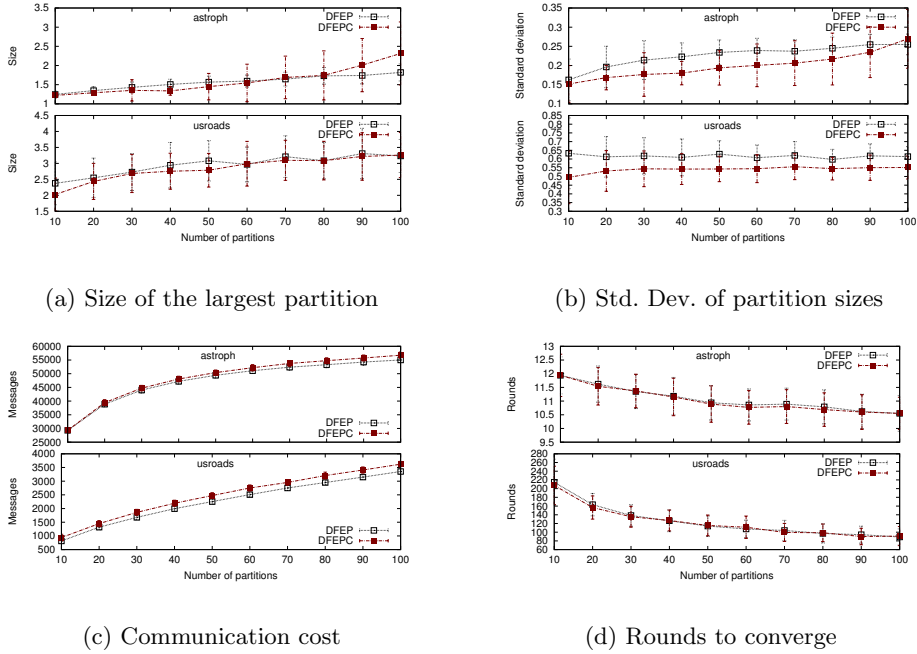 3.5
3
2.5
2
1.5
1
Size
astroph
DFEP
DFEPC
4.5
4
3.5
3
2.5
2
1.5
Size
usroads
DFEP
DFEPC
10 20 30 40 50 60 70 80 90 100
Number of partitions
(a) Size of the largest partition
0.35
0.3
0.25
0.2
0.15
0.1
Standard deviation
astroph
DFEP
DFEPC
0.85
0.8
0.75
0.7
0.65
0.6
0.55
0.5
0.45
0.4
0.35
0.3
Standard deviation
usroads
DFEP
DFEPC
10 20 30 40 50 60 70 80 90 100
Number of partitions
(b) Std. Dev. of partition sizes
60000
55000
50000
45000
40000
35000
30000
25000
Messages
astroph
DFEP
DFEPC
4000
3500
3000
2500
2000
1500
1000
500
Messages
usroads
DFEP
DFEPC
10 20 30 40 50 60 70 80 90 100
Number of partitions
(c) Communication cost
13
12.5
12
11.5
11
10.5
10
9.5
Rounds
astroph
DFEP
DFEPC
280
260
240
220
200
180
160
140
120
100
80
60
Rounds
usroads
DFEP
DFEPC
10 20 30 40 50 60 70 80 90 100
Number of partitions
(d) Rounds to converge